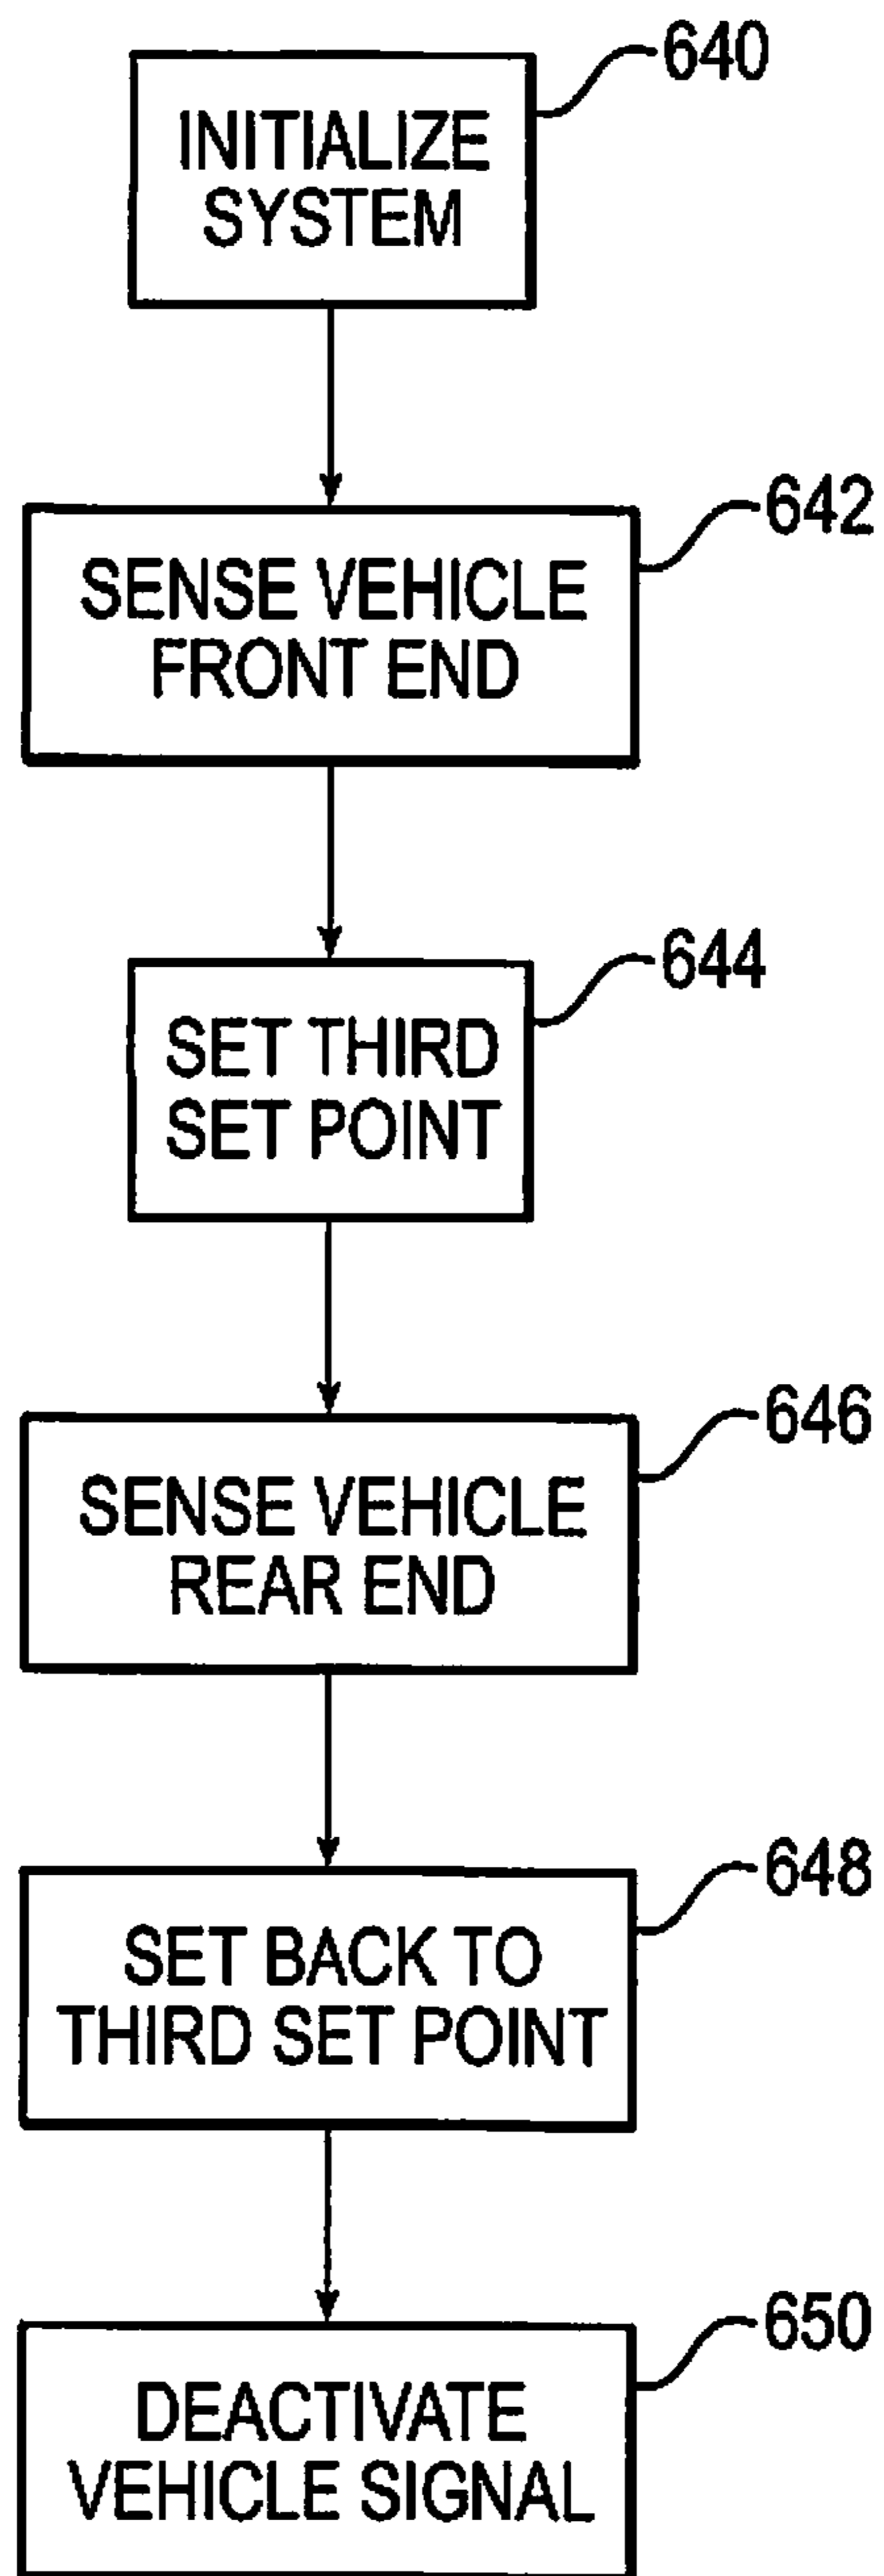 640
INITIALIZE
SYSTEM
642
SENSE VEHICLE
FRONT END
644
SET THIRD
SET POINT
646
SENSE VEHICLE
REAR END
648
SET BACK TO
THIRD SET POINT
650
DEACTIVATE
VEHICLE SIGNAL